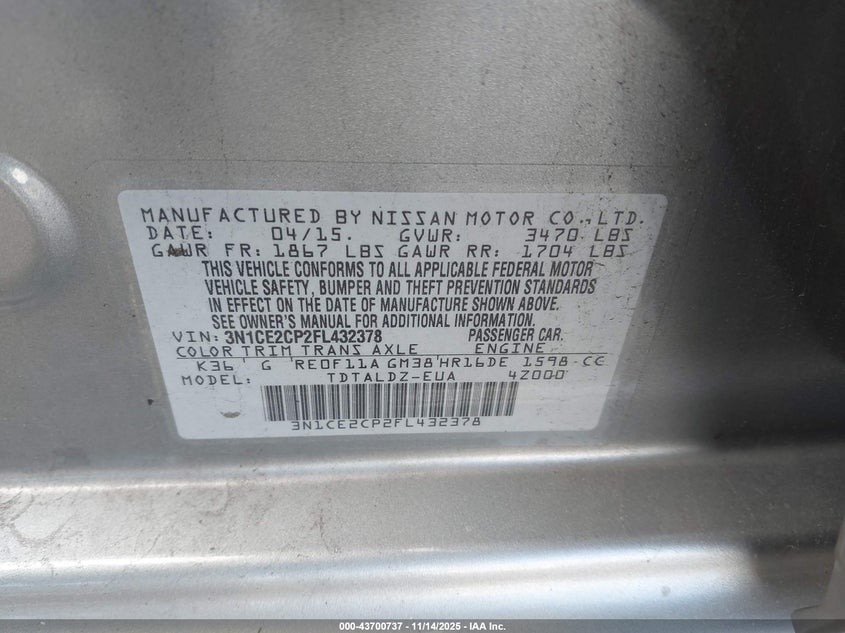 MANUFACTURED BY NISSAN MOTOR CO.,LTD.
DATE: 04/15. GVWR: 3470 LBS
GAWR FR: 1867 LBS GAWR RR: 1704 LBS
THIS VEHICLE CONFORMS TO ALL APPLICABLE FEDERAL MOTOR
VEHICLE SAFETY, BUMPER AND THEFT PREVENTION STANDARDS
IN EFFECT ON THE DATE OF MANUFACTURE SHOWN ABOVE.
SEE OWNER'S MANUAL FOR ADDITIONAL INFORMATION.
VIN: 3N1CE2CP2FL432378 PASSENGER CAR.
COLOR TRIM TRANS AXLE ENGINE
K36 G RE0F11A GM38 HR16DE 1598-CC
MODEL: TDTALDZ-EUA 4Z000
3N1CE2CP2FL432378
000-43700737 - 11/14/2025 - IAA Inc.